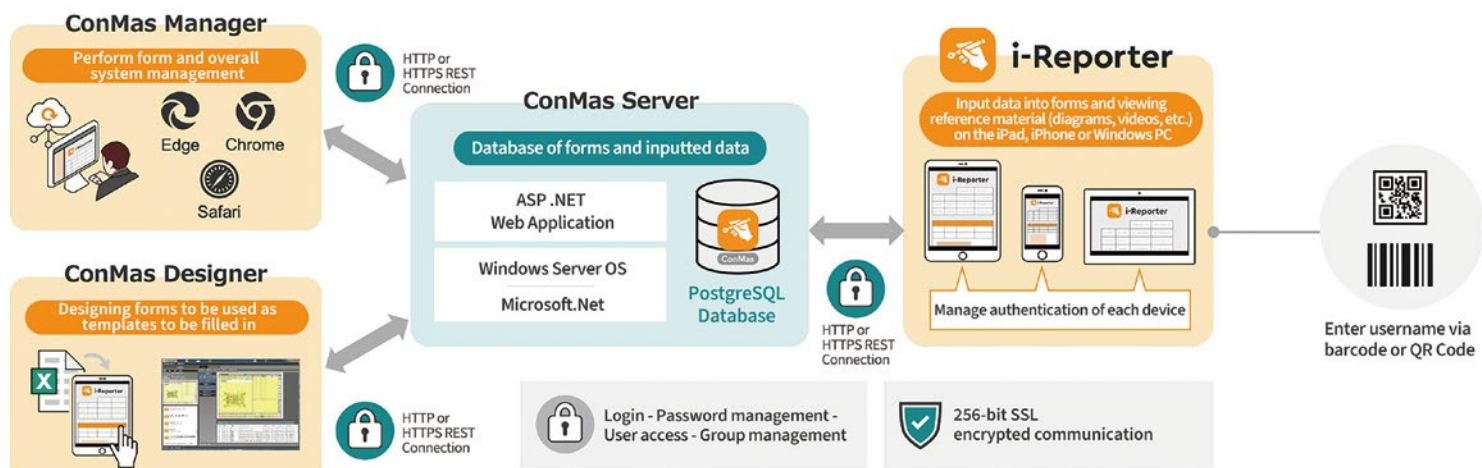 ConMas Manager
Perform form and overall
system management
Edge
Chrome
Safari
HTTP or
HTTPS REST
Connection
ConMas Designer
Designing forms to be used as
templates to be filled in
X
i-Reporter
HTTP or
HTTPS REST
Connection
ConMas Server
Database of forms and inputted data
ASP .NET
Web Application
Windows Server OS
Microsoft.Net
ConMas
PostgreSQL
Database
HTTP or
HTTPS REST
Connection
i-Reporter
Input data into forms and viewing
reference material (diagrams, videos, etc.)
on the iPad, iPhone or Windows PC
i-Reporter
i-Reporter
i-Reporter
Manage authentication of each device
Enter username via
barcode or QR Code
Login - Password management -
User access - Group management
256-bit SSL
encrypted communication